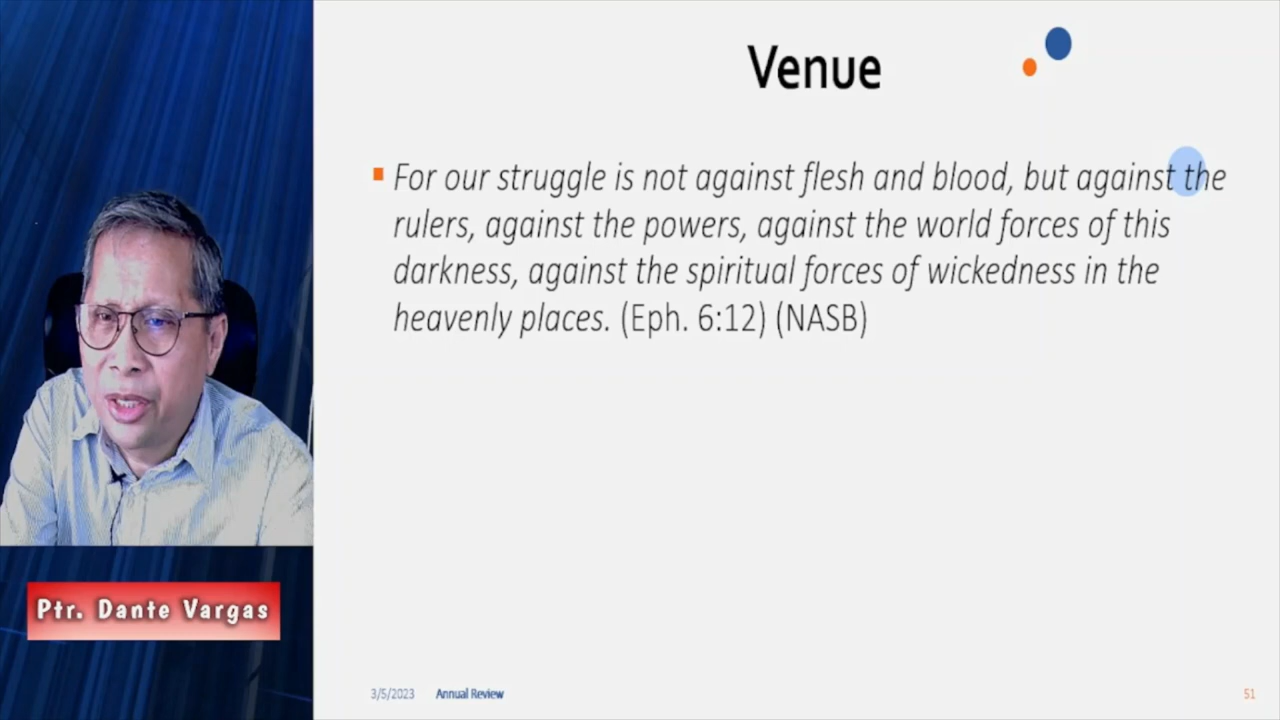 Venue
For our struggle is not against flesh and blood, but against the
rulers, against the powers, against the world forces of this
darkness, against the spiritual forces of wickedness in the
heavenly places. (Eph. 6:12) (NASB)
Ptr. Dante Vargas
3/5/2023 Annual Review 51